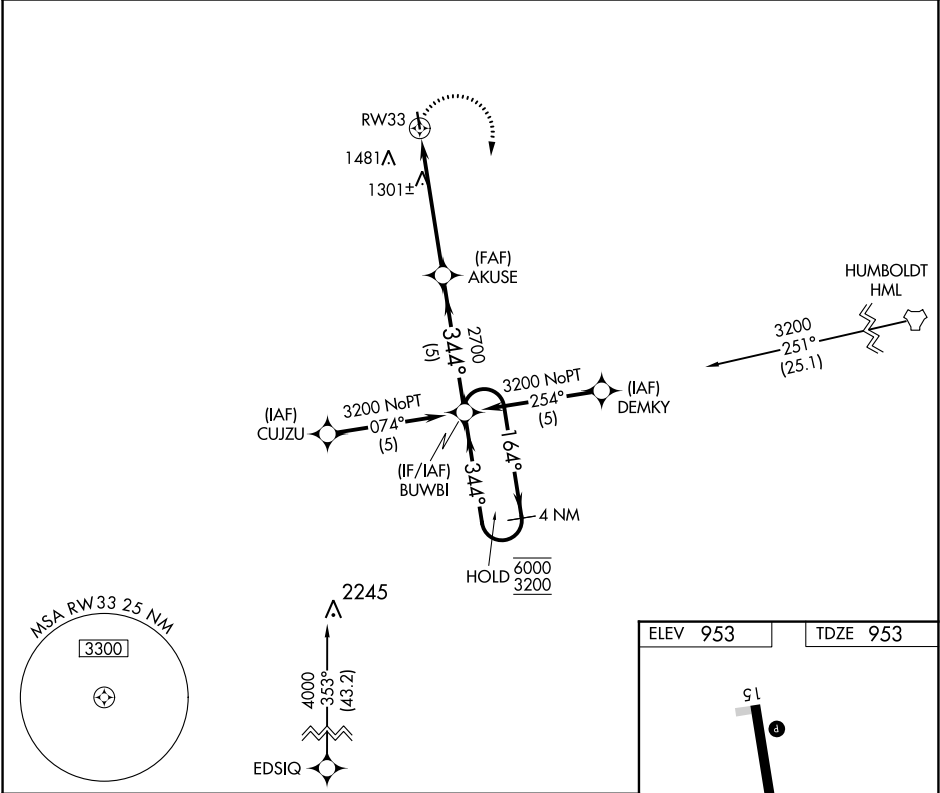 RW33
1481
1301±
(FAF)
AKUSE
HUMBOLDT
HML
3200
251°
(25.1)
2700
344°
(5)
3200 NoPT
254°
(5)
(IAF)
DEMKY
(IAF)
CUJZU
3200 NoPT
074°
(5)
(IF/IAF)
BUWBI
344°
164°
4 NM
HOLD
6000
3200
2245
MSA RW33 25 NM
3300
4000
353°
(43.2)
EDSIQ
ELEV 953
TDZE 953
15
P